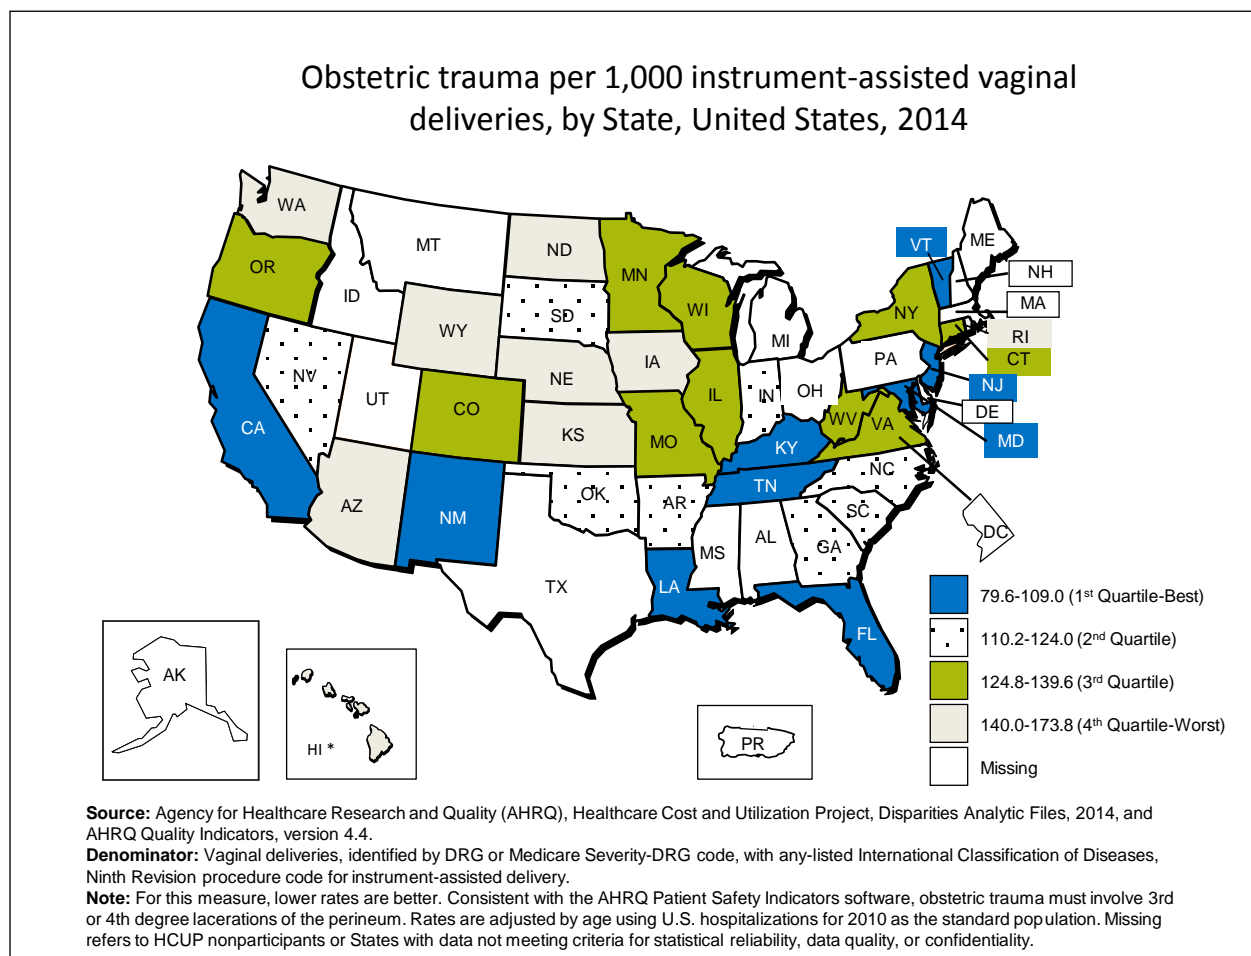 Obstetric trauma per 1,000 instrument-assisted vaginal
deliveries, by State, United States, 2014
WA
OR
CA
NV
ID
MT
WY
UT
AZ
CO
NM
ND
SD
NE
KS
OK
TX
MN
IA
MO
AR
LA
WI
IL
MI
IN
OH
KY
TN
MS
AL
GA
FL
SC
NC
VA
WV
PA
NY
VT
ME
NH
MA
RI
CT
NJ
DE
MD
DC
AK
HI *
PR
79.6-109.0 (1st Quartile-Best)
110.2-124.0 (2nd Quartile)
124.8-139.6 (3rd Quartile)
140.0-173.8 (4th Quartile-Worst)
Missing
Source: Agency for Healthcare Research and Quality (AHRQ), Healthcare Cost and Utilization Project, Disparities Analytic Files, 2014, and
AHRQ Quality Indicators, version 4.4.
Denominator: Vaginal deliveries, identified by DRG or Medicare Severity-DRG code, with any-listed International Classification of Diseases,
Ninth Revision procedure code for instrument-assisted delivery.
Note: For this measure, lower rates are better. Consistent with the AHRQ Patient Safety Indicators software, obstetric trauma must involve 3rd
or 4th degree lacerations of the perineum. Rates are adjusted by age using U.S. hospitalizations for 2010 as the standard population. Missing
refers to HCUP nonparticipants or States with data not meeting criteria for statistical reliability, data quality, or confidentiality.